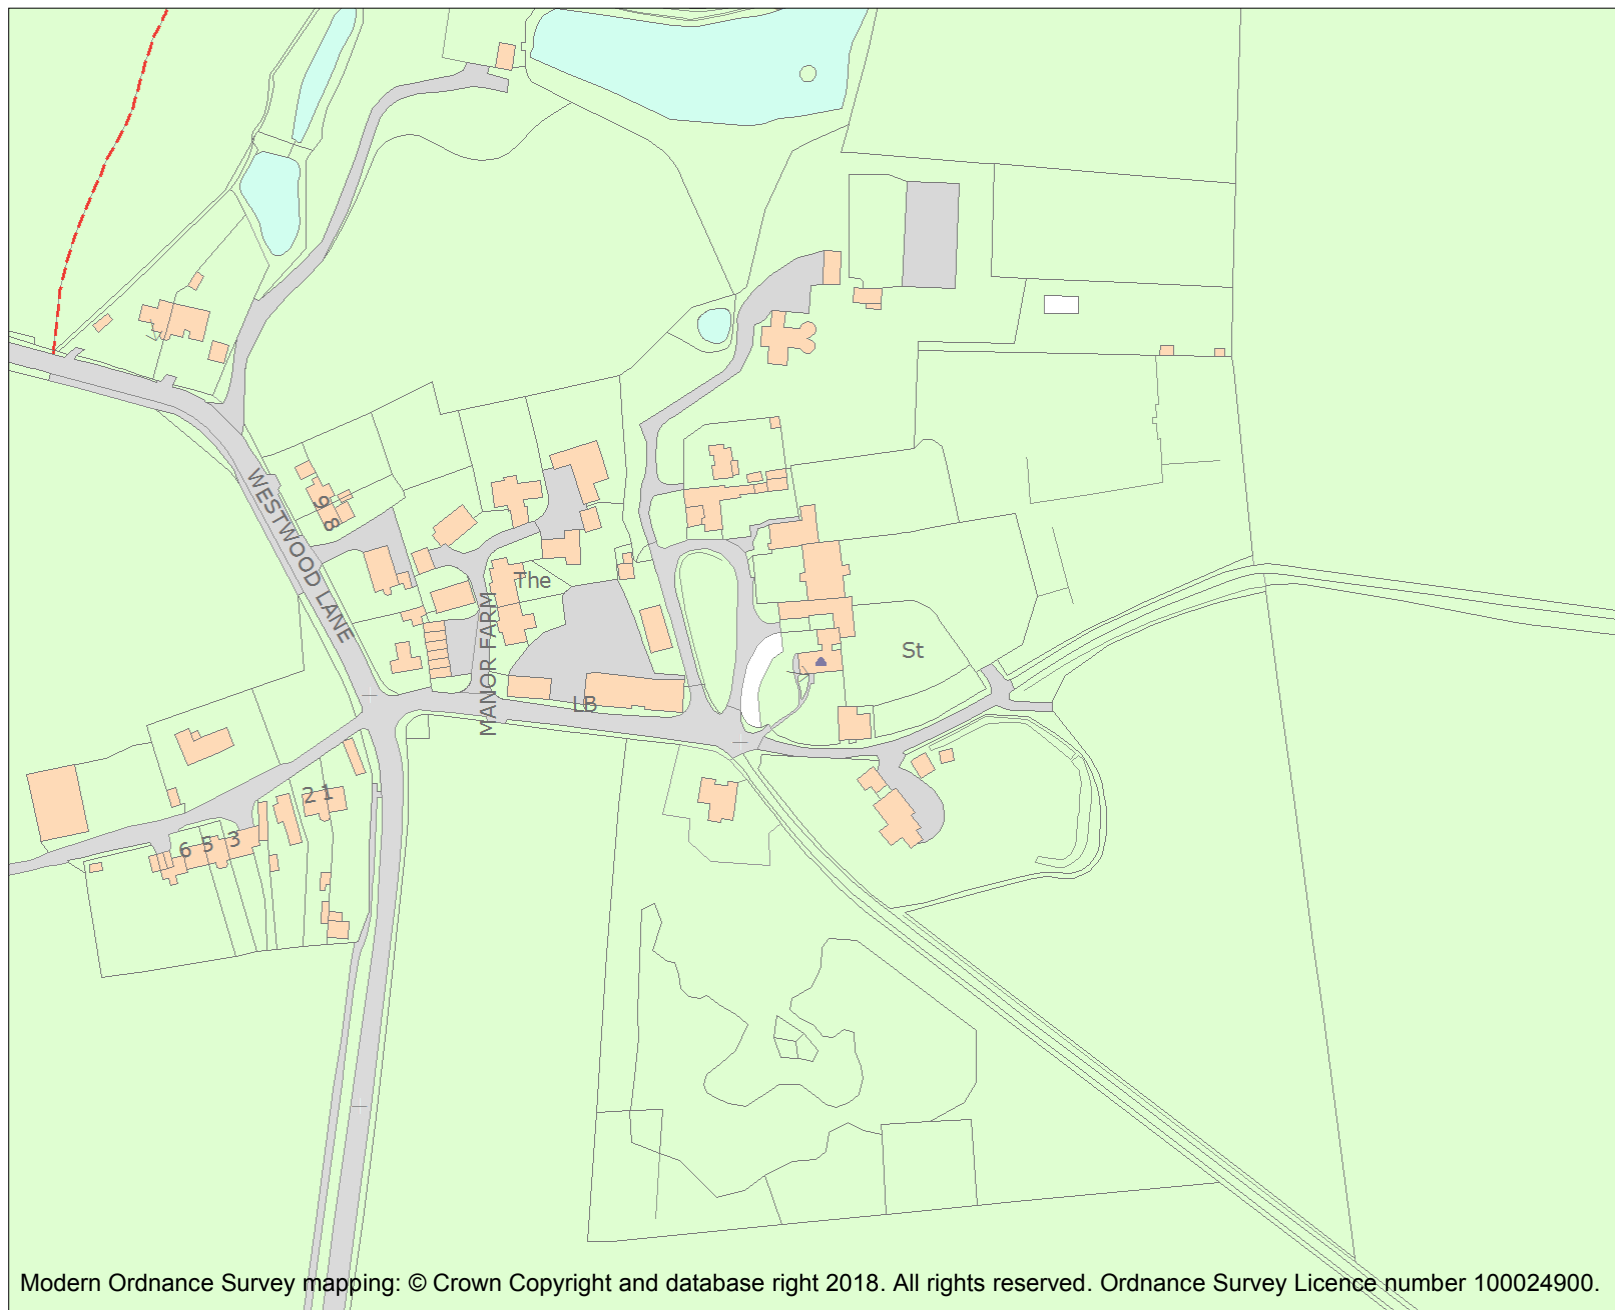 WESTWOOD LANE
9
8
The
MANOR FARM
St
LB
2 1
6 5 3
Modern Ordnance Survey mapping: © Crown Copyright and database right 2018. All rights reserved. Ordnance Survey Licence number 100024900.